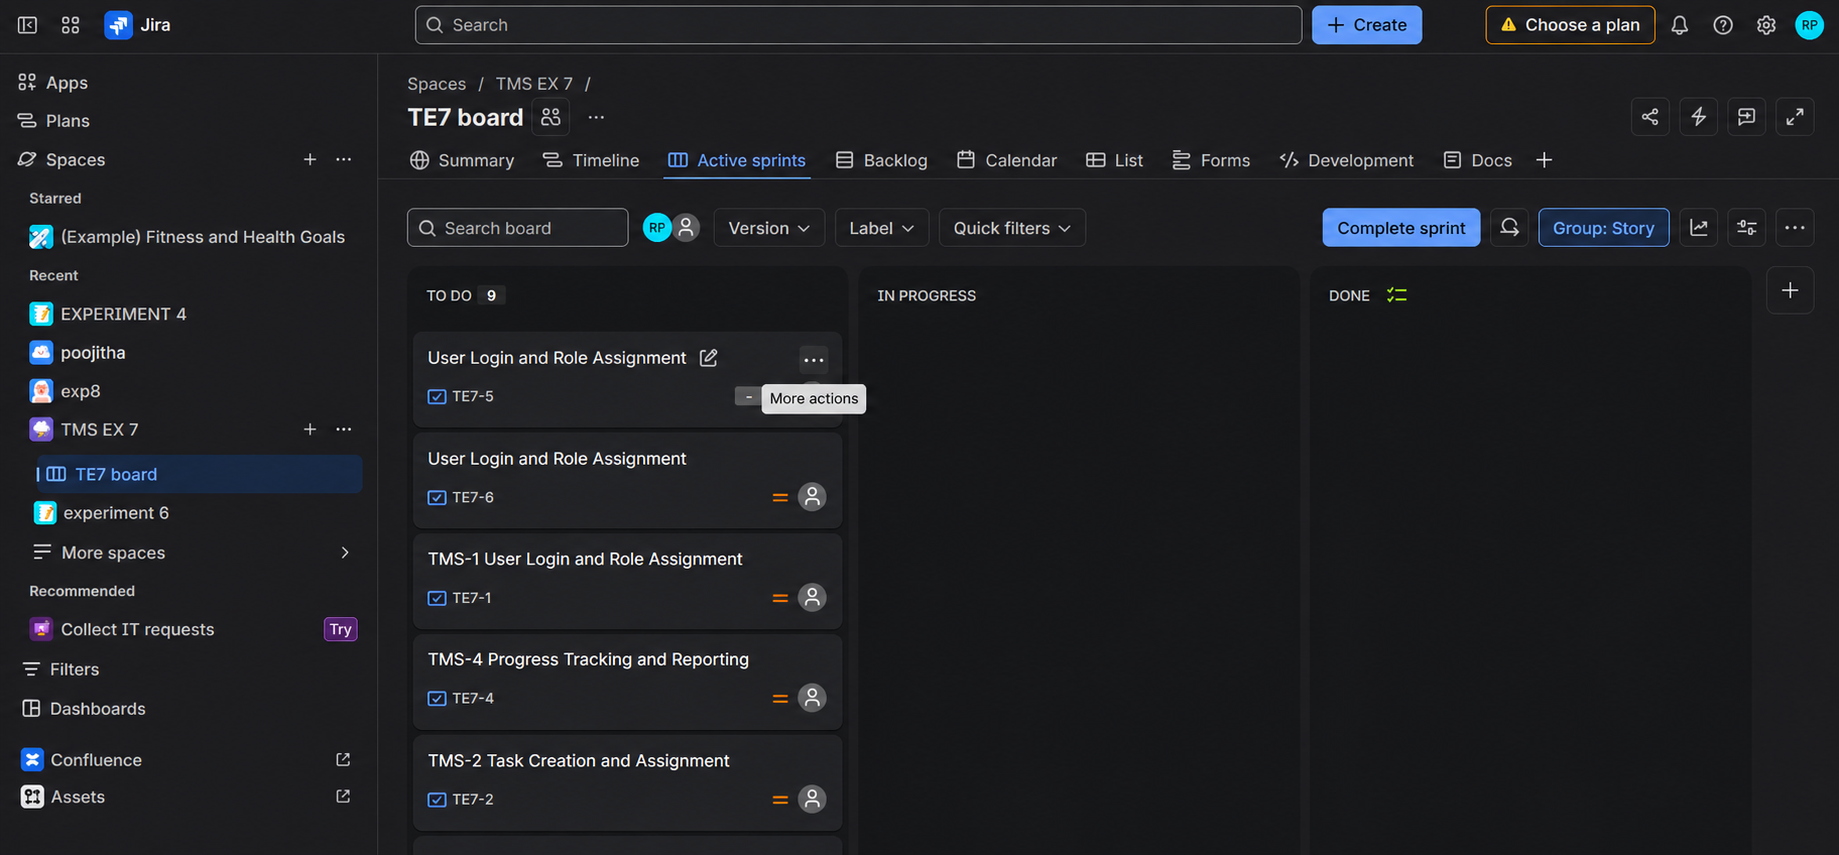 Jira
Search
Create
Choose a plan
RP
Apps
Plans
Spaces
Starred
(Example) Fitness and Health Goals
Recent
EXPERIMENT 4
poojitha
exp8
TMS EX 7
TE7 board
experiment 6
More spaces
Recommended
Collect IT requests
Try
Filters
Dashboards
Confluence
Assets
Spaces / TMS EX 7 /
TE7 board
Summary
Timeline
Active sprints
Backlog
Calendar
List
Forms
Development
Docs
Search board
RP
Version
Label
Quick filters
Complete sprint
Group: Story
TO DO 9
User Login and Role Assignment
TE7-5
-
More actions
User Login and Role Assignment
TE7-6
TMS-1 User Login and Role Assignment
TE7-1
TMS-4 Progress Tracking and Reporting
TE7-4
TMS-2 Task Creation and Assignment
TE7-2
IN PROGRESS
DONE